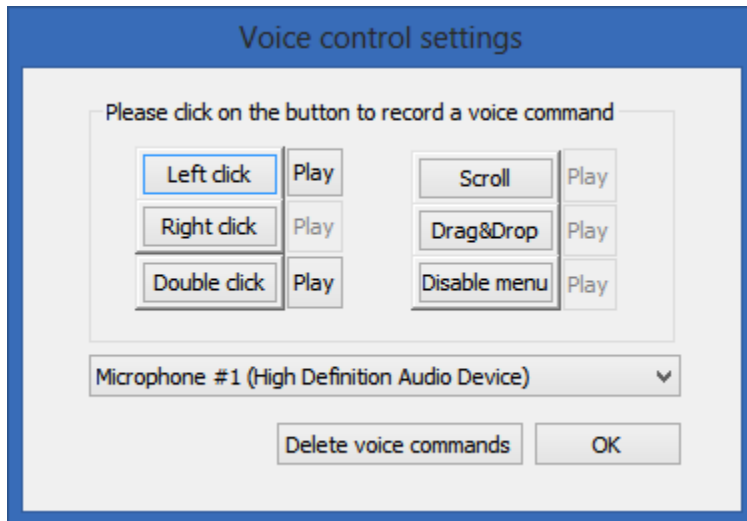 Voice control settings
Please click on the button to record a voice command
Left click Play Scroll Play
Right click Play Drag&Drop Play
Double click Play Disable menu Play
Microphone #1 (High Definition Audio Device)
Delete voice commands OK